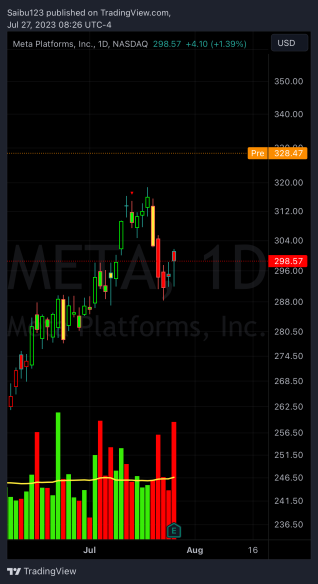 Saibu123 published on TradingView.com,
Jul 27, 2023 08:26 UTC-4
Meta Platforms, Inc., 1D, NASDAQ 298.57 +4.10 (+1.39%)
USD
350.00
340.00
Pre 328.47
320.00
312.00
304.00
META, 1D
298.57
296.00
288.00
Meta Platforms, Inc.
280.50
274.50
268.50
262.50
256.50
251.50
246.50
241.50
236.50
E
Jul Aug 16
TradingView